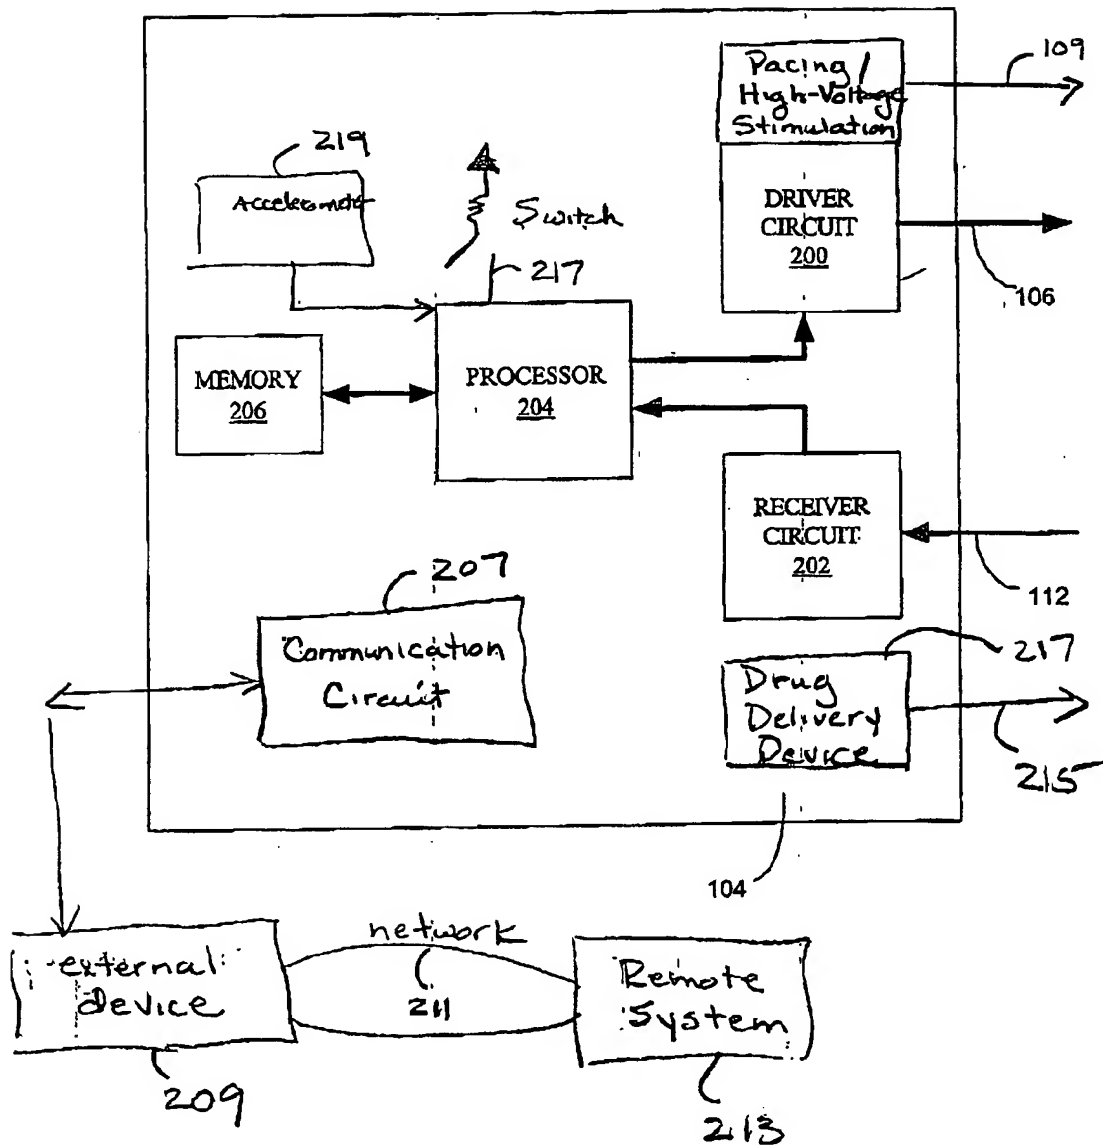 Pacing/
High-Voltage
Stimulation
109
219
Accelerometer
Switch
217
DRIVER
CIRCUIT
200
106
MEMORY
206
PROCESSOR
204
RECEIVER
CIRCUIT
202
112
207
Communication
Circuit
217
Drug
Delivery
Device
215
104
network
211
external
device
209
Remote
System
213